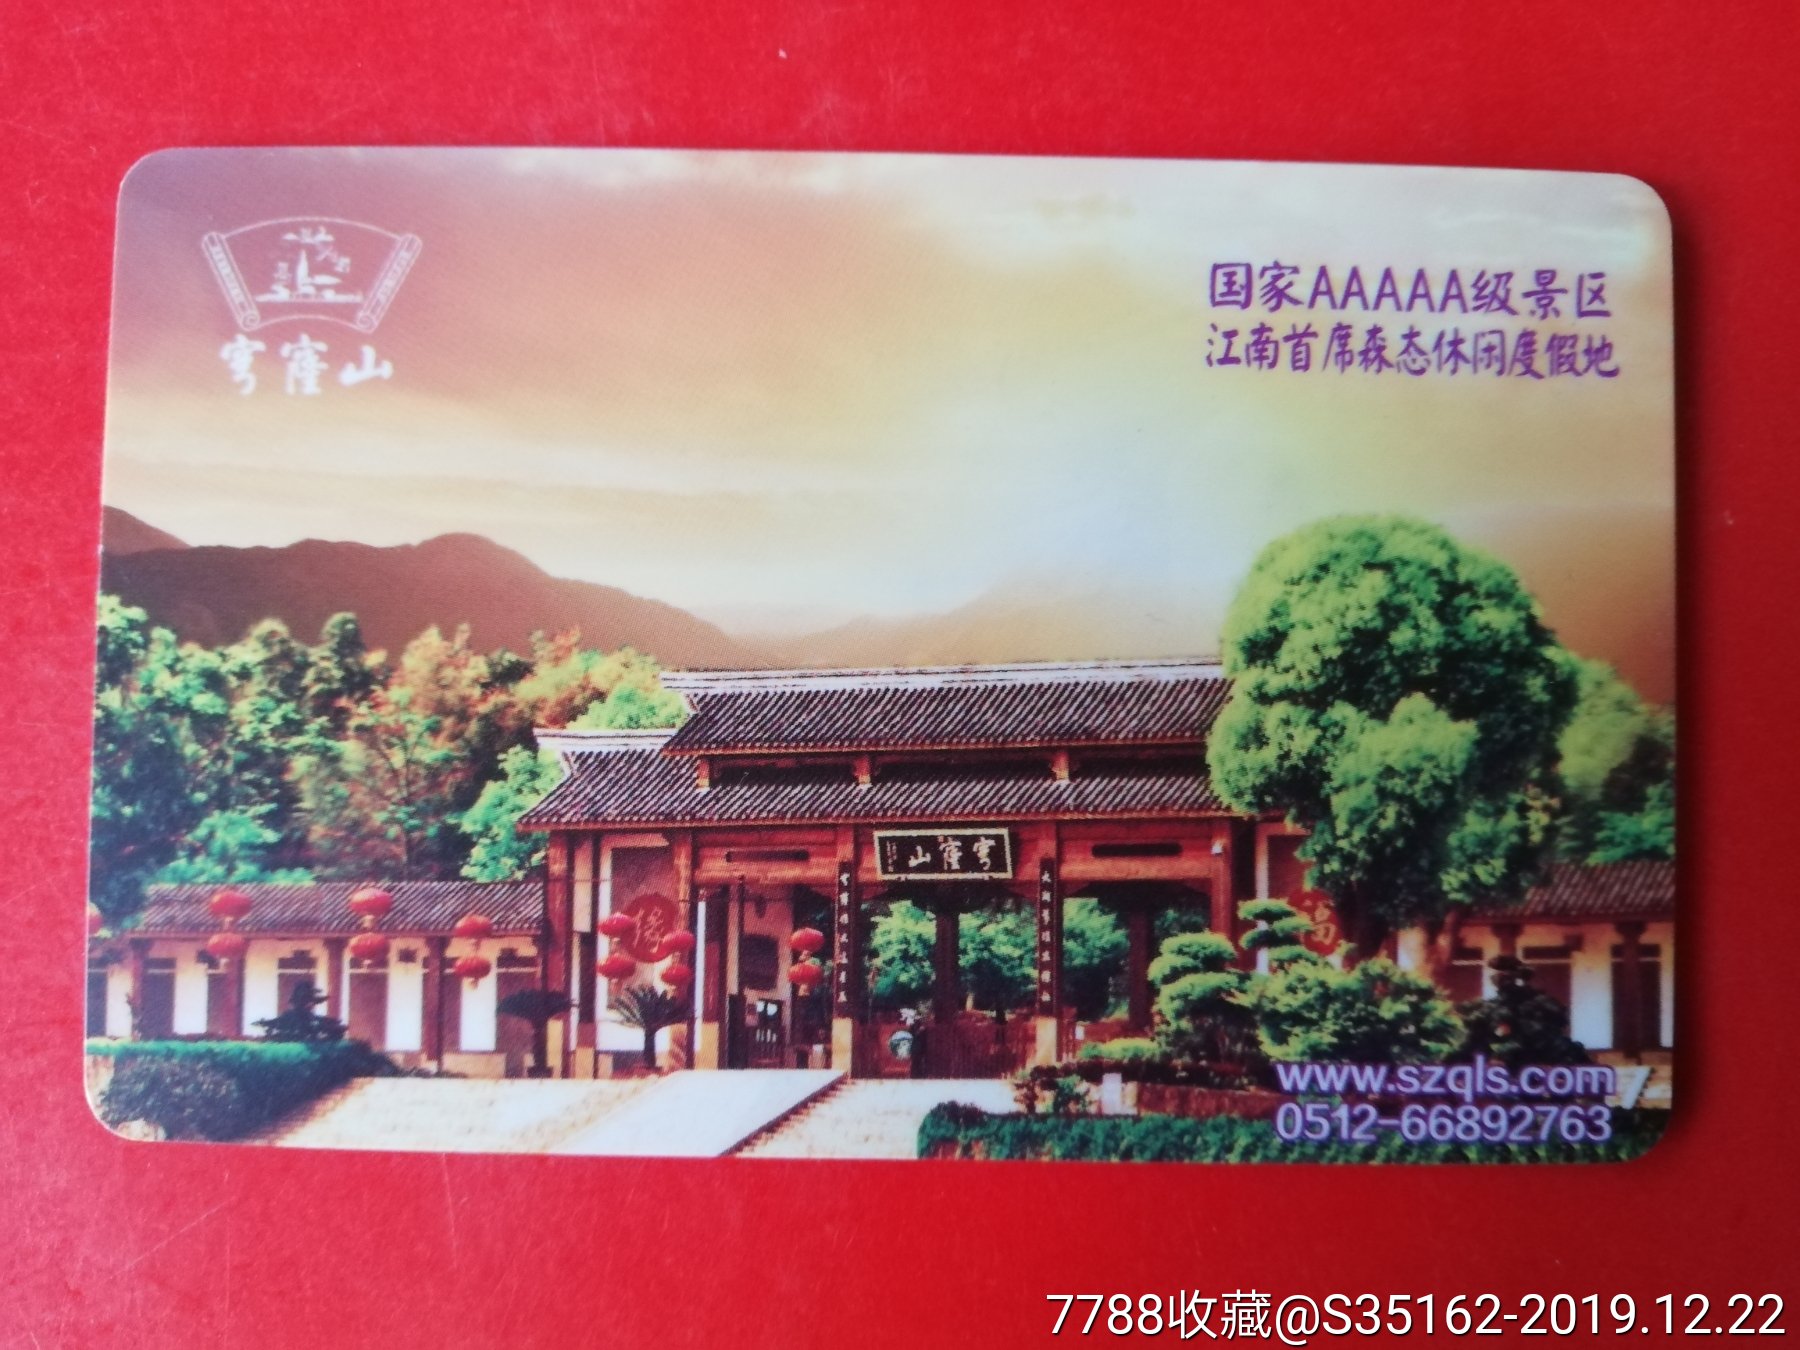 穹窿山
国家AAAAA级景区
江南首席森态休闲度假地
穹窿山
缘
福
www.szqls.com
0512-66892763
7788收藏@S35162-2019.12.22